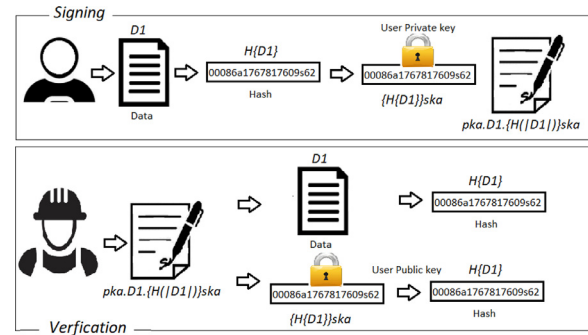 Signing
D1
Data
H{D1}
00086a1767817609s62
Hash
User Private key
00086a1767817609s62
{H{D1}}ska
pka.D1.{H(|D1|)}ska
pka.D1.{H(|D1|)}ska
D1
Data
H{D1}
00086a1767817609s62
Hash
00086a1767817609s62
{H{D1}}ska
User Public key
H{D1}
00086a1767817609s62
Hash
Verfication